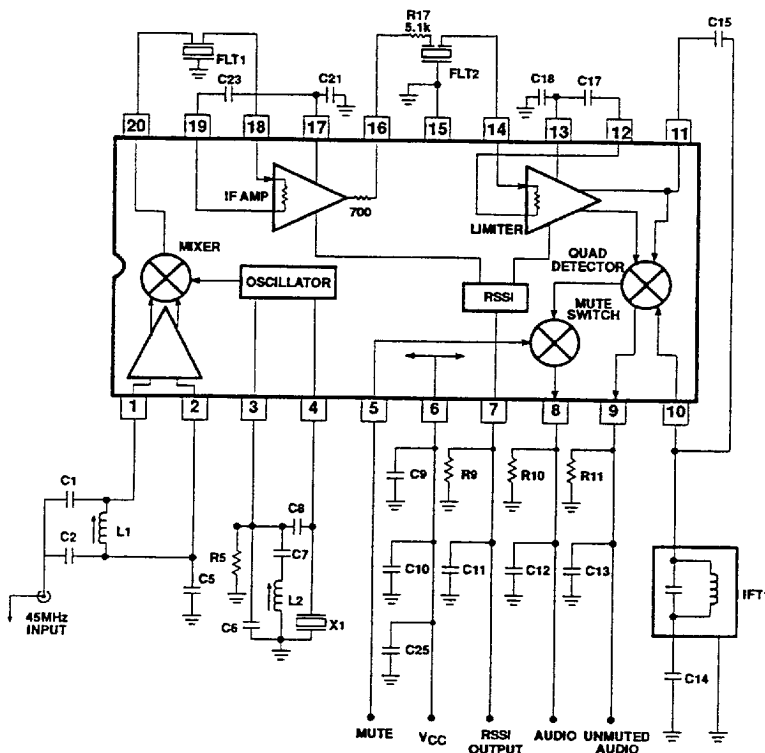 R17
5.1k
C15
FLT1
FLT2
C23
C21
C18
C17
20
19
18
17
16
15
14
13
12
11
IF AMP
700
LIMITER
MIXER
OSCILLATOR
QUAD
DETECTOR
RSSI
MUTE
SWITCH
1
2
3
4
5
6
7
8
9
10
C1
C2
L1
C5
45MHz
INPUT
R5
C6
C8
C7
L2
X1
C9
R9
R10
R11
C10
C11
C12
C13
C25
IFT1
C14
MUTE
VCC
RSSI
OUTPUT
AUDIO
UNMUTED
AUDIO